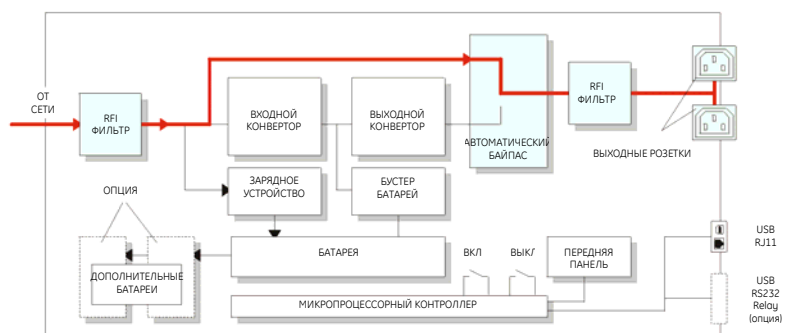 ОТ
СЕТИ
RFI
ФИЛЬТР
ВХОДНОЙ
КОНВЕРТОР
ВЫХОДНОЙ
КОНВЕРТОР
АВТОМАТИЧЕСКИЙ
БАЙПАС
RFI
ФИЛЬТР
ВЫХОДНЫЕ РОЗЕТКИ
ОПЦИЯ
ЗАРЯДНОЕ
УСТРОЙСТВО
БУСТЕР
БАТАРЕЙ
ДОПОЛНИТЕЛЬНЫЕ
БАТАРЕИ
БАТАРЕЯ
ВКЛ
ВЫКЛ
ПЕРЕДНЯЯ
ПАНЕЛЬ
МИКРОПРОЦЕССОРНЫЙ КОНТРОЛЛЕР
USB
RJ11
USB
RS232
Relay
(опция)